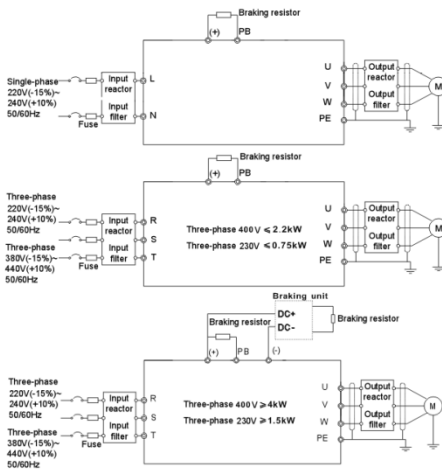 Braking resistor
(+) PB
Single-phase
220V(-15%)~
240V(+10%)
50/60Hz
Fuse
Input
reactor
Input
filter
L
N
U
V
W
PE
Output
reactor
Output
filter
M
Braking resistor
(+) PB
Three-phase
220V(-15%)~
240V(+10%)
50/60Hz
Three-phase
380V(-15%)~
440V(+10%)
50/60Hz
Fuse
Input
reactor
Input
filter
R
S
T
Three-phase 400V ≤ 2.2kW
Three-phase 230V ≤ 0.75kW
U
V
W
PE
Output
reactor
Output
filter
M
Braking unit
DC+
DC-
Braking resistor
Braking resistor
(+) PB (-)
Three-phase
220V(-15%)~
240V(+10%)
50/60Hz
Three-phase
380V(-15%)~
440V(+10%)
50/60Hz
Fuse
Input
reactor
Input
filter
R
S
T
Three-phase 400V ≥4kW
Three-phase 230V ≥1.5kW
U
V
W
PE
Output
reactor
Output
filter
M